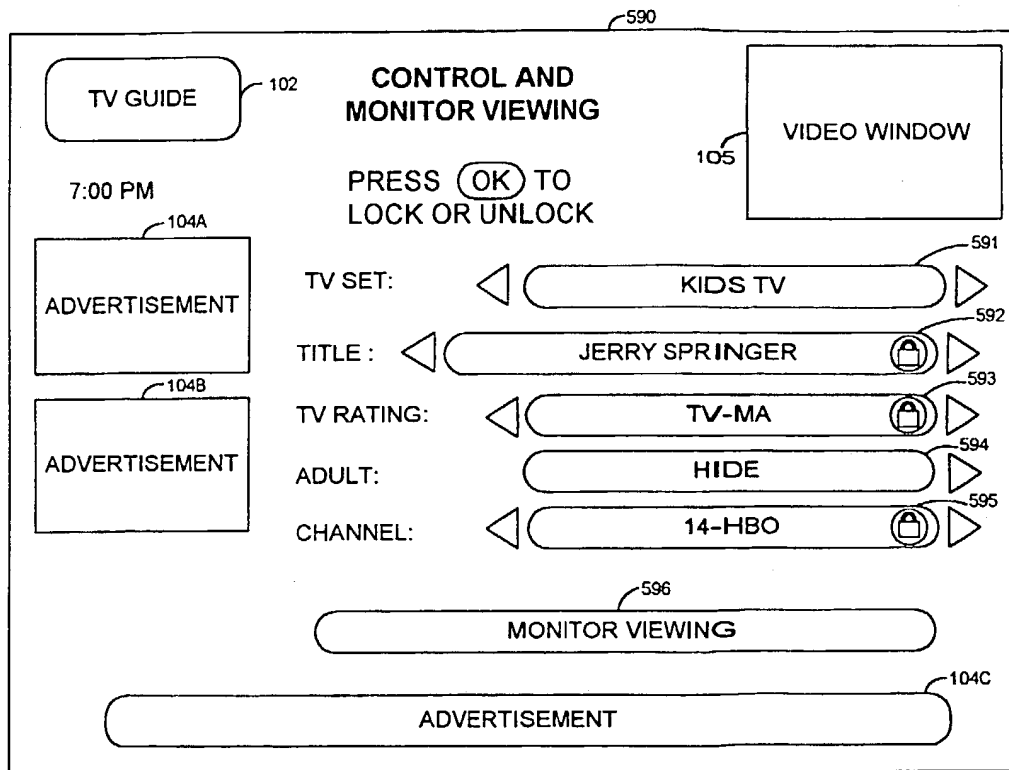 590
TV GUIDE
102
CONTROL AND
MONITOR VIEWING
VIDEO WINDOW
105
PRESS OK TO
LOCK OR UNLOCK
7:00 PM
104A
ADVERTISEMENT
104B
ADVERTISEMENT
591
TV SET: KIDS TV
592
TITLE : JERRY SPRINGER
593
TV RATING: TV-MA
594
ADULT: HIDE
595
CHANNEL: 14-HBO
596
MONITOR VIEWING
104C
ADVERTISEMENT